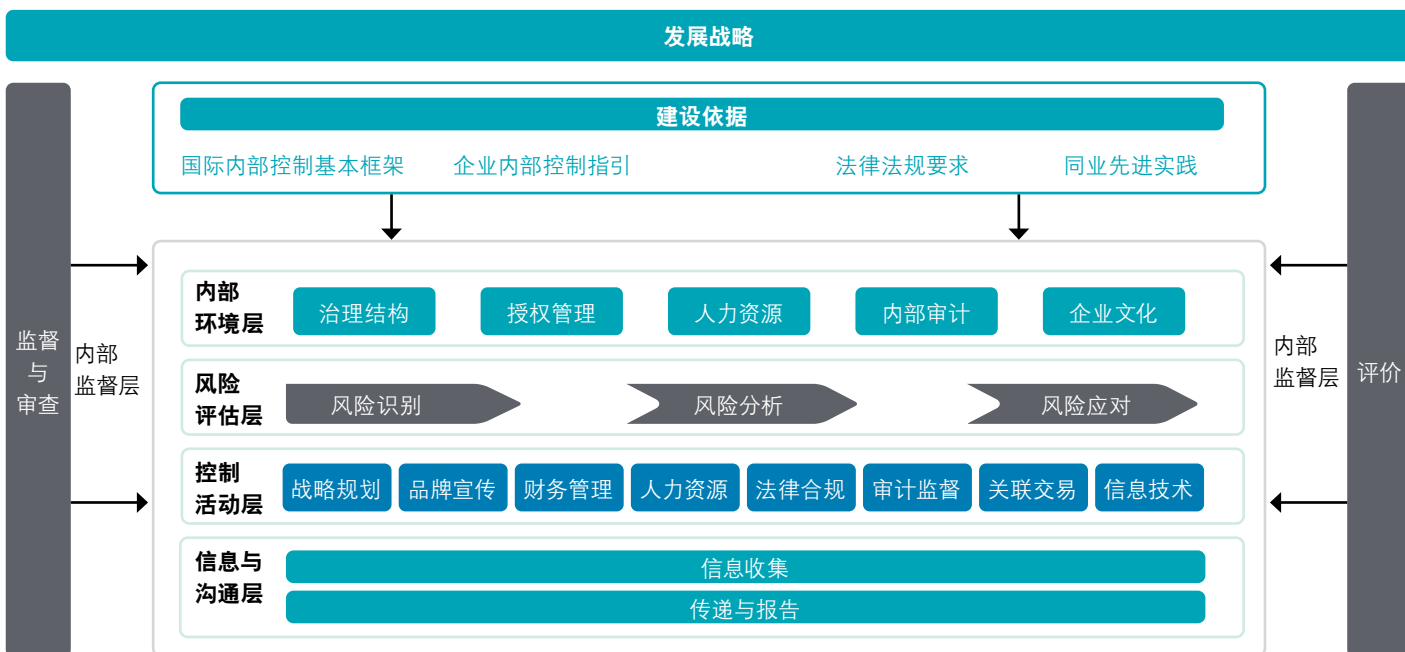 发展战略
建设依据
国际内部控制基本框架 企业内部控制指引 法律法规要求 同业先进实践
监督
与
审查
内部
监督层
内部
环境层
治理结构 授权管理 人力资源 内部审计 企业文化
风险
评估层
风险识别 风险分析 风险应对
控制
活动层
战略规划 品牌宣传 财务管理 人力资源 法律合规 审计监督 关联交易 信息技术
信息与
沟通层
信息收集
传递与报告
内部
监督层
评价